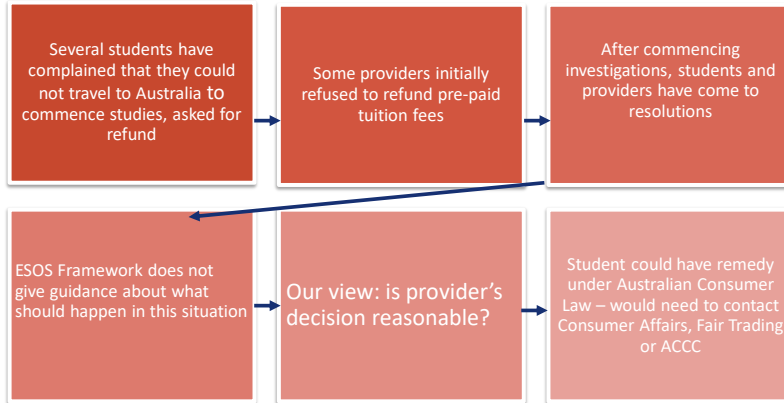 Several students have
complained that they could
not travel to Australia to
commence studies, asked for
refund
Some providers initially
refused to refund pre-paid
tuition fees
After commencing
investigations, students and
providers have come to
resolutions
ESOS Framework does not
give guidance about what
should happen in this situation
Our view: is provider’s
decision reasonable?
Student could have remedy
under Australian Consumer
Law – would need to contact
Consumer Affairs, Fair Trading
or ACCC